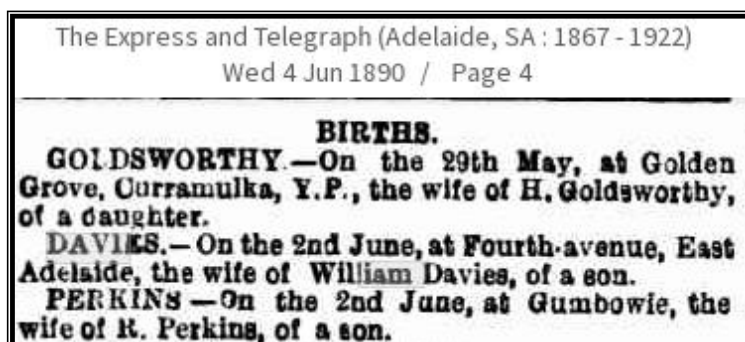 The Express and Telegraph (Adelaide, SA : 1867 - 1922)
Wed 4 Jun 1890 / Page 4
BIRTHS.
GOLDSWORTHY.—On the 29th May, at Golden
Grove, Curramulka, Y.P., the wife of H. Goldsworthy,
of a daughter.
DAVIES.—On the 2nd June, at Fourth-avenue, East
Adelaide, the wife of William Davies, of a son.
PERKINS—On the 2nd June, at Gumbowie, the
wife of R. Perkins, of a son.